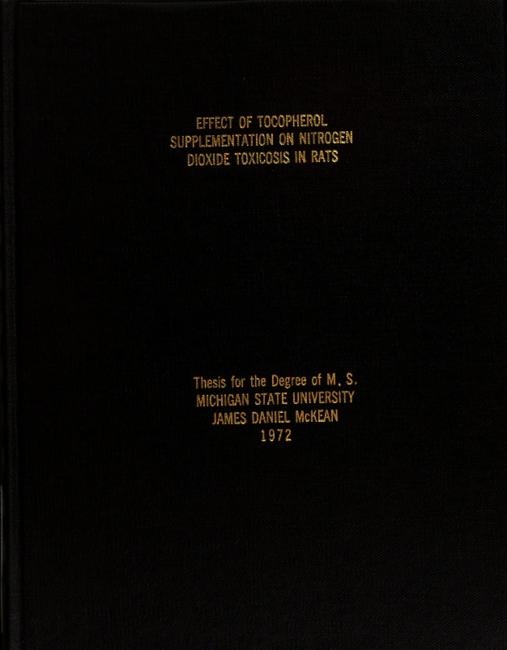 EFFECT OF TOCOPHEROL
SUPPLEMENTATION ON NITROGEN
DIOXIDE TOXICOSIS IN RATS
Thesis for the Degree of M. S.
MICHIGAN STATE UNIVERSITY
JAMES DANIEL McKEAN
1972